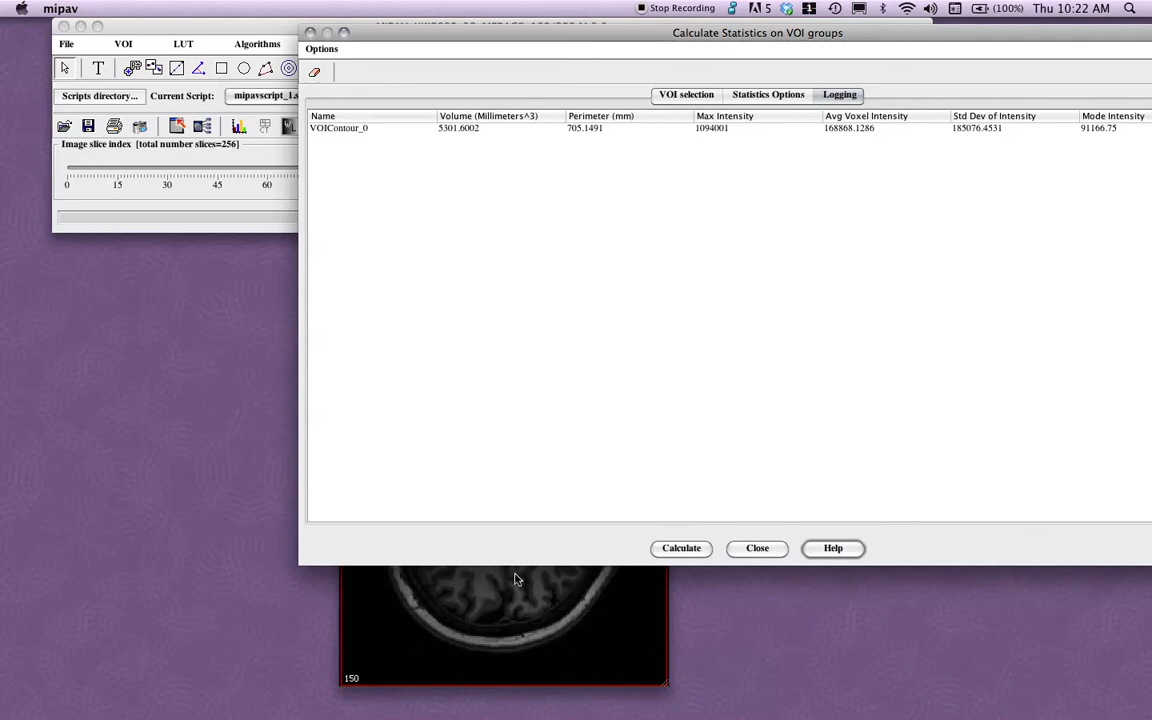 mipav Stop Recording 5 1 (100%) Thu 10:22 AM
Calculate Statistics on VOI groups
File VOI LUT Algorithms
Options
T
Scripts directory... Current Script: mipavscript_1.s
VOI selection Statistics Options Logging
Name Volume (Millimeters^3) Perimeter (mm) Max Intensity Avg Voxel Intensity Std Dev of Intensity Mode Intensity
VOIContour_0 5301.6002 705.1491 1094001 168868.1286 185076.4531 91166.75
Image slice index [total number slices=256]
0 15 30 45 60
Calculate Close Help
150